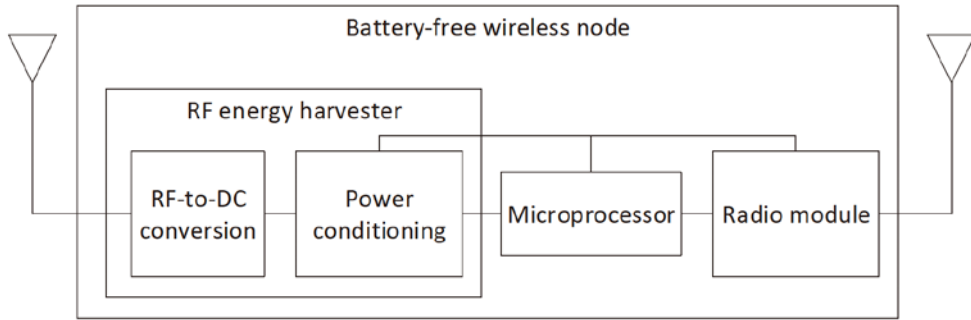 Battery-free wireless node
RF energy harvester
RF-to-DC
conversion
Power
conditioning
Microprocessor
Radio module